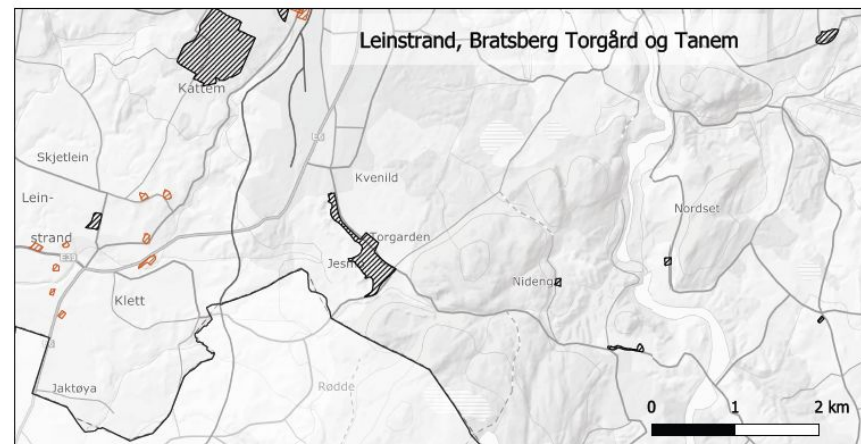 Leinstrand, Bratsberg Torgård og Tanem
Kattem
Skjetlein
Kvenild
Lein-
strand
Nordset
Torgarden
Nideng
Klett
Jaktøya
Rødde
0 1 2 km